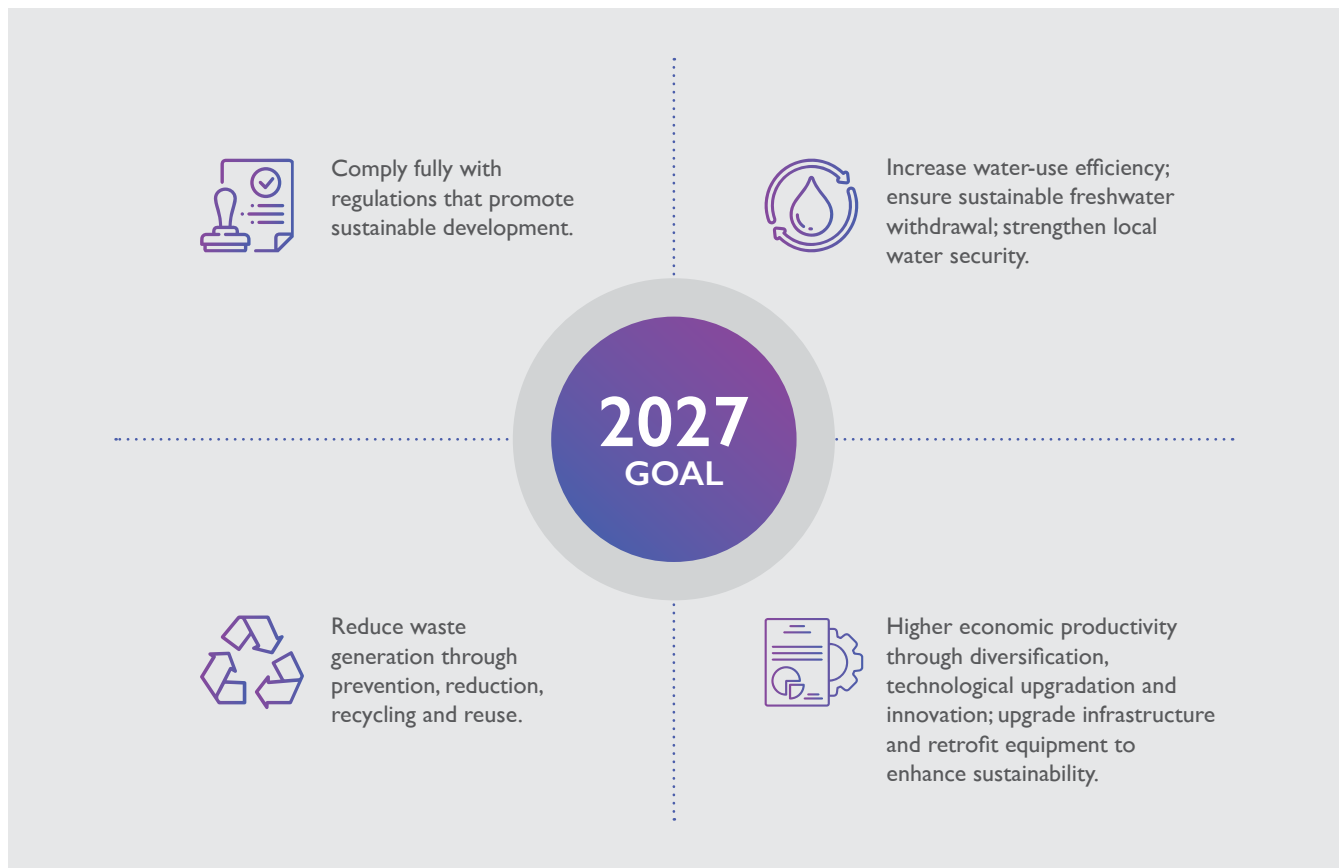 Comply fully with
regulations that promote
sustainable development.
Increase water-use efficiency;
ensure sustainable freshwater
withdrawal; strengthen local
water security.
2027
GOAL
Reduce waste
generation through
prevention, reduction,
recycling and reuse.
Higher economic productivity
through diversification,
technological upgradation and
innovation; upgrade infrastructure
and retrofit equipment to
enhance sustainability.